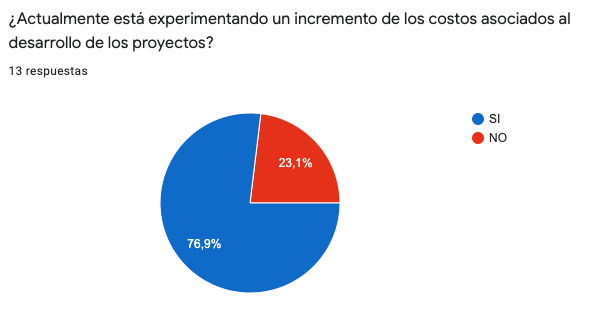 ¿Actualmente está experimentando un incremento de los costos asociados al
desarrollo de los proyectos?
13 respuestas
SI
NO
23,1%
76,9%